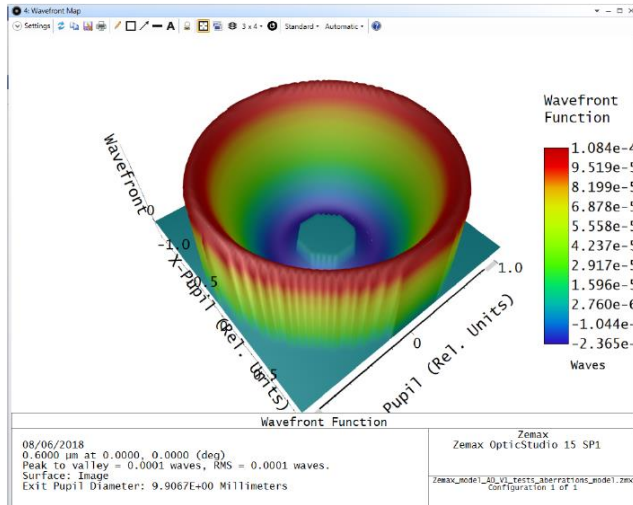 4: Wavefront Map
Settings
3 x 4
Standard
Automatic
Wavefront
Function
1.084e-4
9.519e-5
8.199e-5
6.878e-5
5.558e-5
4.237e-5
2.917e-5
1.596e-5
2.760e-6
-1.044e-
-2.365e-
Waves
Wavefront
0
-1.0
X-Pupil (Rel. Units)
0
1.0
Pupil (Rel. Units)
Wavefront Function
08/06/2018
0.6000 µm at 0.0000, 0.0000 (deg)
Peak to valley = 0.0001 waves, RMS = 0.0001 waves.
Surface: Image
Exit Pupil Diameter: 9.9067E+00 Millimeters
Zemax
Zemax OpticStudio 15 SP1
Zemax_model_AO_V1_tests_aberrations_model.zmx
Configuration 1 of 1